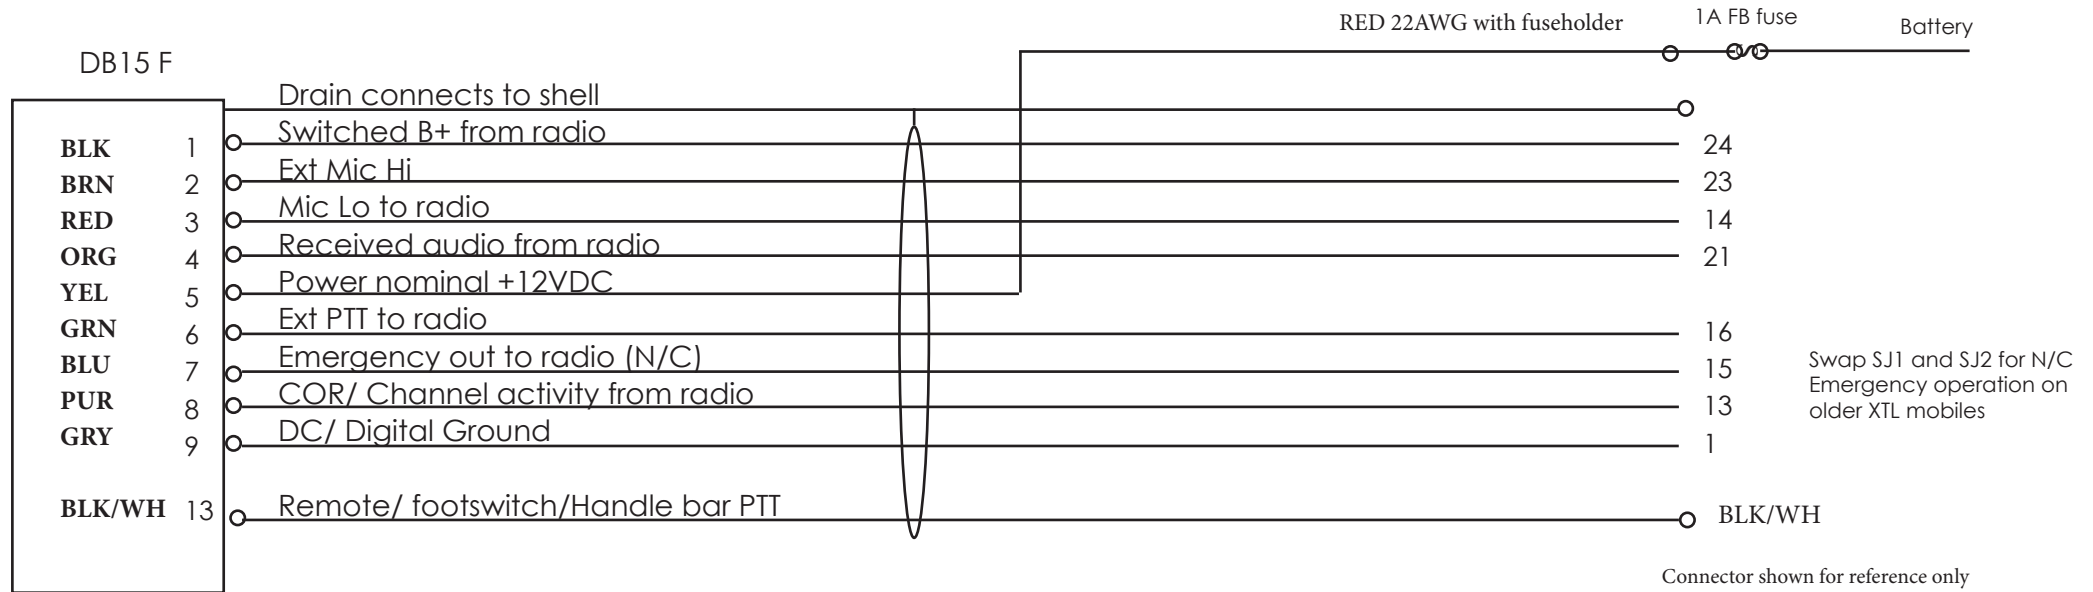 RED 22AWG with fuseholder 1A FB fuse Battery
DB15 F
Drain connects to shell
BLK 1 Switched B+ from radio 24
BRN 2 Ext Mic Hi 23
RED 3 Mic Lo to radio 14
ORG 4 Received audio from radio 21
YEL 5 Power nominal +12VDC
GRN 6 Ext PTT to radio 16
BLU 7 Emergency out to radio (N/C) 15
PUR 8 COR/ Channel activity from radio 13
GRY 9 DC/ Digital Ground 1
Swap SJ1 and SJ2 for N/C
Emergency operation on
older XTL mobiles
BLK/WH 13 Remote/ footswitch/Handle bar PTT BLK/WH
Connector shown for reference only